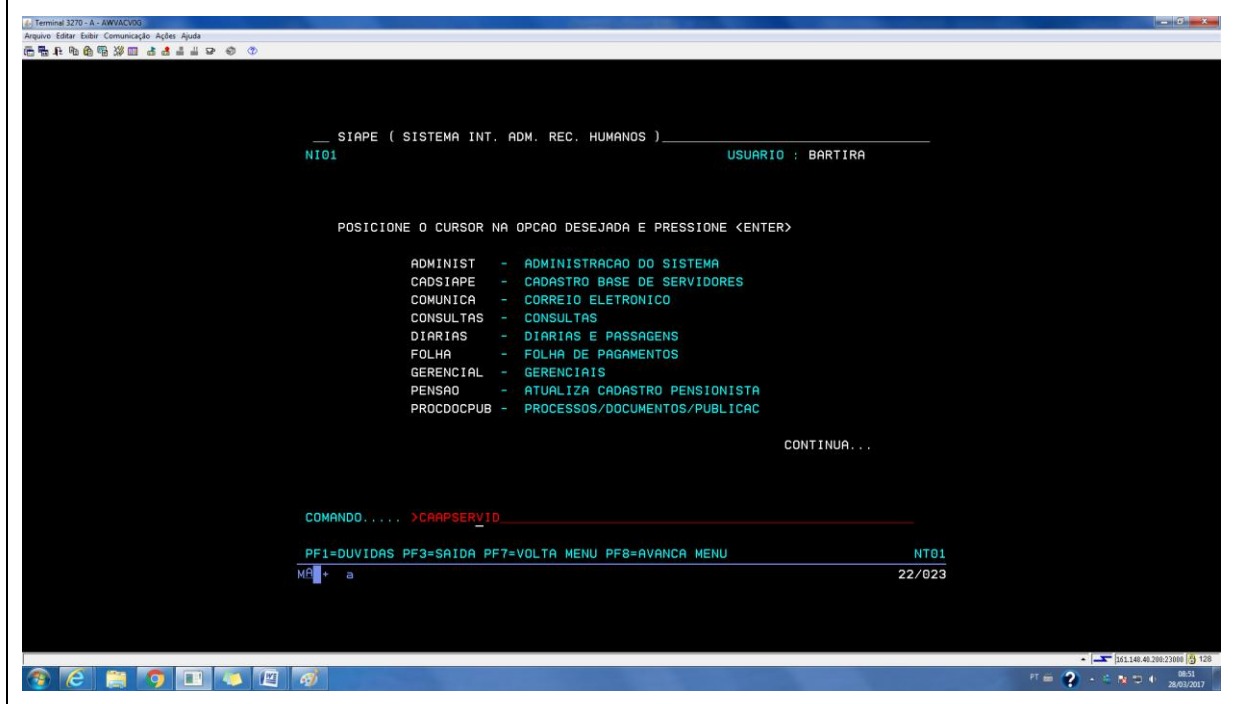 Terminal 3270 - A - AWVACV0G
Arquivo Editar Exibir Comunicação Ações Ajuda
__ SIAPE ( SISTEMA INT. ADM. REC. HUMANOS )______________________________
NI01 USUARIO : BARTIRA
POSICIONE O CURSOR NA OPCAO DESEJADA E PRESSIONE <ENTER>
ADMINIST - ADMINISTRACAO DO SISTEMA
CADSIAPE - CADASTRO BASE DE SERVIDORES
COMUNICA - CORREIO ELETRONICO
CONSULTAS - CONSULTAS
DIARIAS - DIARIAS E PASSAGENS
FOLHA - FOLHA DE PAGAMENTOS
GERENCIAL - GERENCIAIS
PENSAO - ATUALIZA CADASTRO PENSIONISTA
PROCDOCPUB - PROCESSOS/DOCUMENTOS/PUBLICAC
CONTINUA...
COMANDO..... >CAAPSERVID
PF1=DUVIDAS PF3=SAIDA PF7=VOLTA MENU PF8=AVANCA MENU NT01
MA + a 22/023
161.148.40.200:23000 128
PT 08:51
28/03/2017